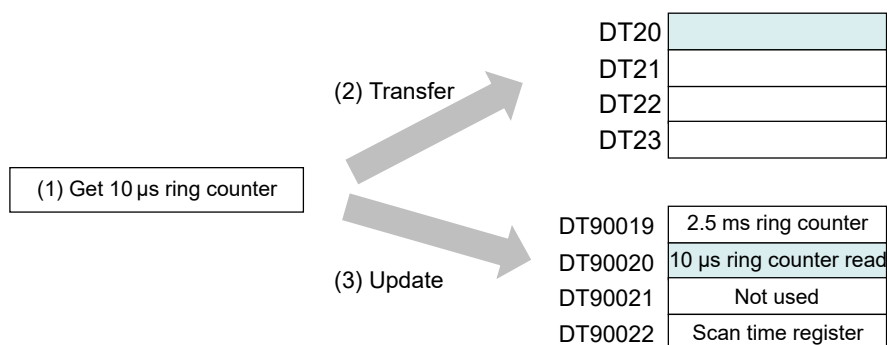 DT20
DT21
(2) Transfer
DT22
DT23
(1) Get 10 µs ring counter
DT90019 2.5 ms ring counter
DT90020 10 µs ring counter read
(3) Update
DT90021 Not used
DT90022 Scan time register